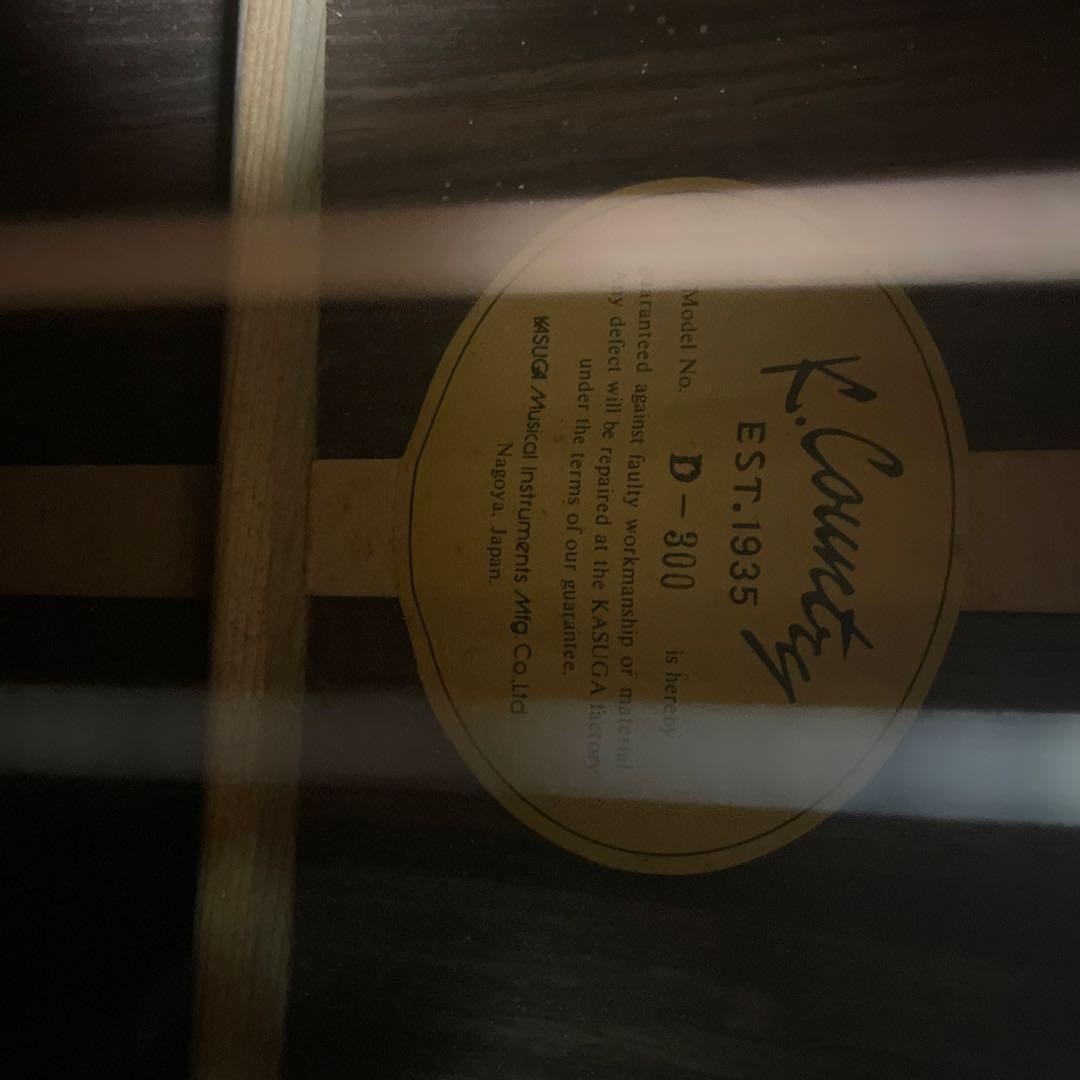 K.Country
EST.1935
Model No. D-300 is hereby
guaranteed against faulty workmanship or material.
Any defect will be repaired at the KASUGA factory
under the terms of our guarantee.
KASUGA Musical Instruments Mfg Co.,Ltd
Nagoya, Japan.